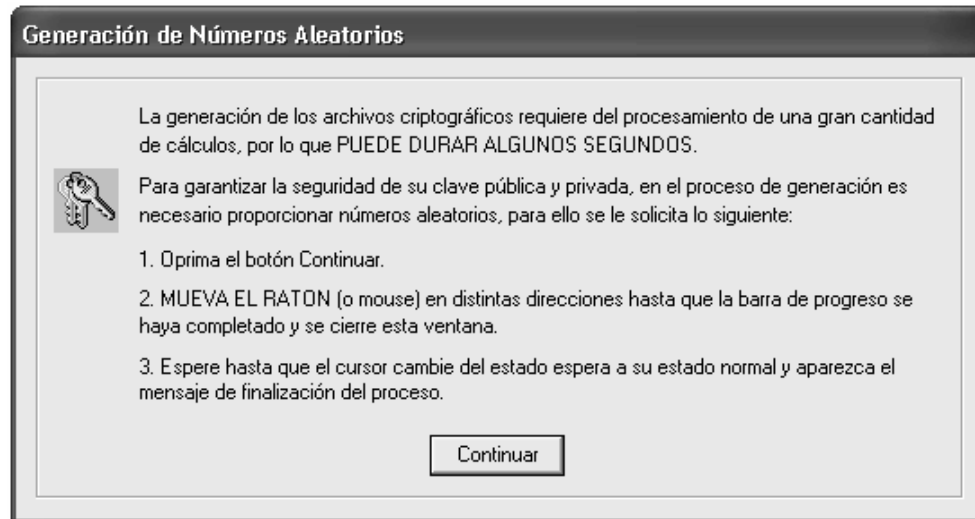 Generación de Números Aleatorios
La generación de los archivos criptográficos requiere del procesamiento de una gran cantidad
de cálculos, por lo que PUEDE DURAR ALGUNOS SEGUNDOS.
Para garantizar la seguridad de su clave pública y privada, en el proceso de generación es
necesario proporcionar números aleatorios, para ello se le solicita lo siguiente:
1. Oprima el botón Continuar.
2. MUEVA EL RATON (o mouse) en distintas direcciones hasta que la barra de progreso se
haya completado y se cierre esta ventana.
3. Espere hasta que el cursor cambie del estado espera a su estado normal y aparezca el
mensaje de finalización del proceso.
Continuar